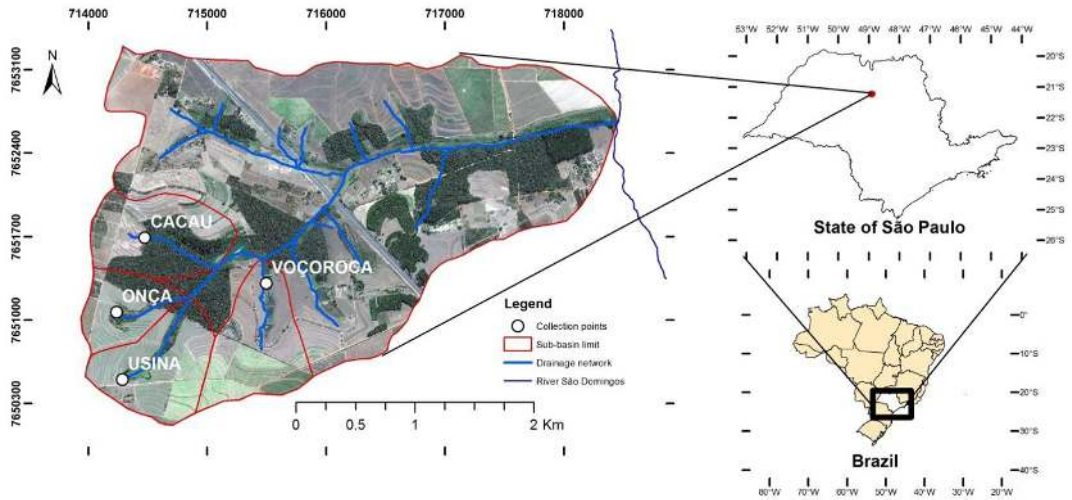 714000 715000 716000 717000 718000
N
7653100
7652400
7651700
7651000
7650300
CACAU
VOÇOROCA
ONÇA
USINA
Legend
Collection points
Sub-basin limit
Drainage network
River São Domingos
0 0.5 1 2 Km
53°W 52°W 51°W 50°W 49°W 48°W 47°W 46°W 45°W 44°W
20°S
21°S
22°S
23°S
24°S
25°S
26°S
State of São Paulo
0°
10°S
20°S
30°S
40°S
Brazil
80°W 70°W 60°W 50°W 40°W 30°W 20°W